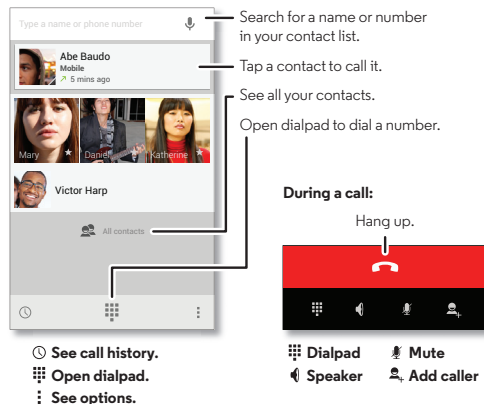 Type a name or phone number
Abe Baudo
Mobile
5 mins ago
Mary
Daniel
Katherine
Victor Harp
All contacts
Search for a name or number
in your contact list.
Tap a contact to call it.
See all your contacts.
Open dialpad to dial a number.
During a call:
Hang up.
See call history.
Open dialpad.
See options.
Dialpad
Mute
Speaker
Add caller